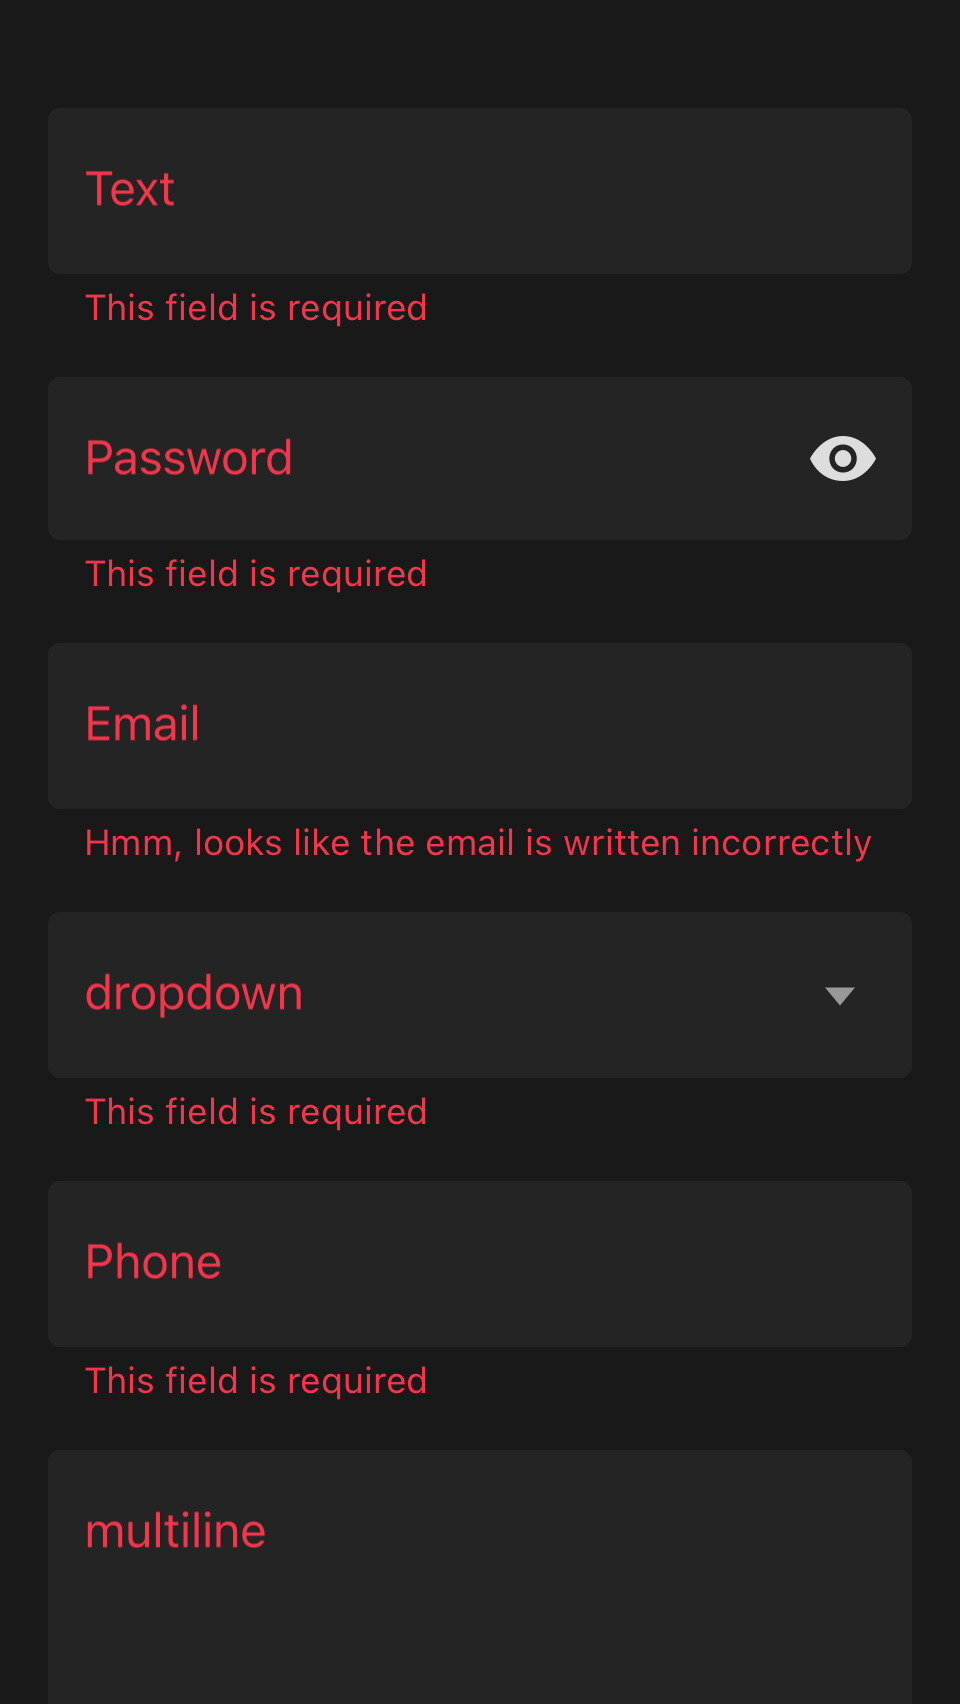 Text
This field is required
Password
This field is required
Email
Hmm, looks like the email is written incorrectly
dropdown
This field is required
Phone
This field is required
multiline